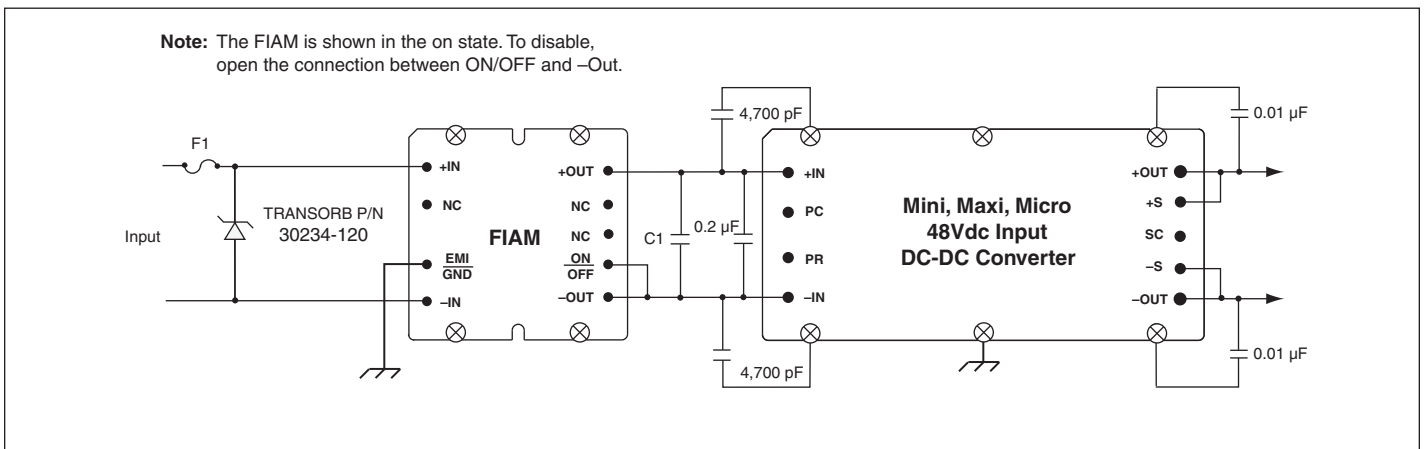 Note: The FIAM is shown in the on state. To disable,
open the connection between ON/OFF and –Out.
F1
Input
TRANSORB P/N
30234-120
+IN
NC
EMI
GND
–IN
FIAM
+OUT
NC
NC
ON
OFF
–OUT
4,700 pF
C1
0.2 µF
4,700 pF
+IN
PC
PR
–IN
Mini, Maxi, Micro
48Vdc Input
DC-DC Converter
+OUT
+S
SC
–S
–OUT
0.01 µF
0.01 µF